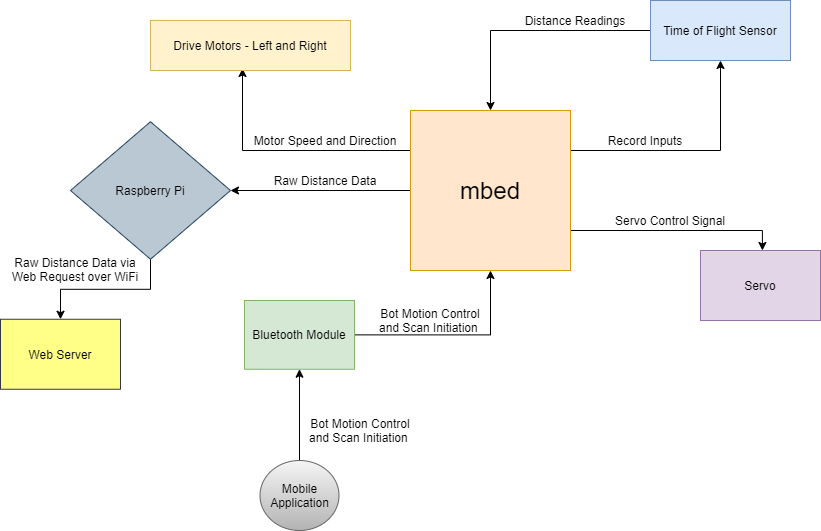 Distance Readings
Time of Flight Sensor
Drive Motors - Left and Right
Motor Speed and Direction
Record Inputs
mbed
Raspberry Pi
Raw Distance Data
Servo Control Signal
Raw Distance Data via
Web Request over WiFi
Servo
Bot Motion Control
and Scan Initiation
Bluetooth Module
Web Server
Bot Motion Control
and Scan Initiation
Mobile
Application